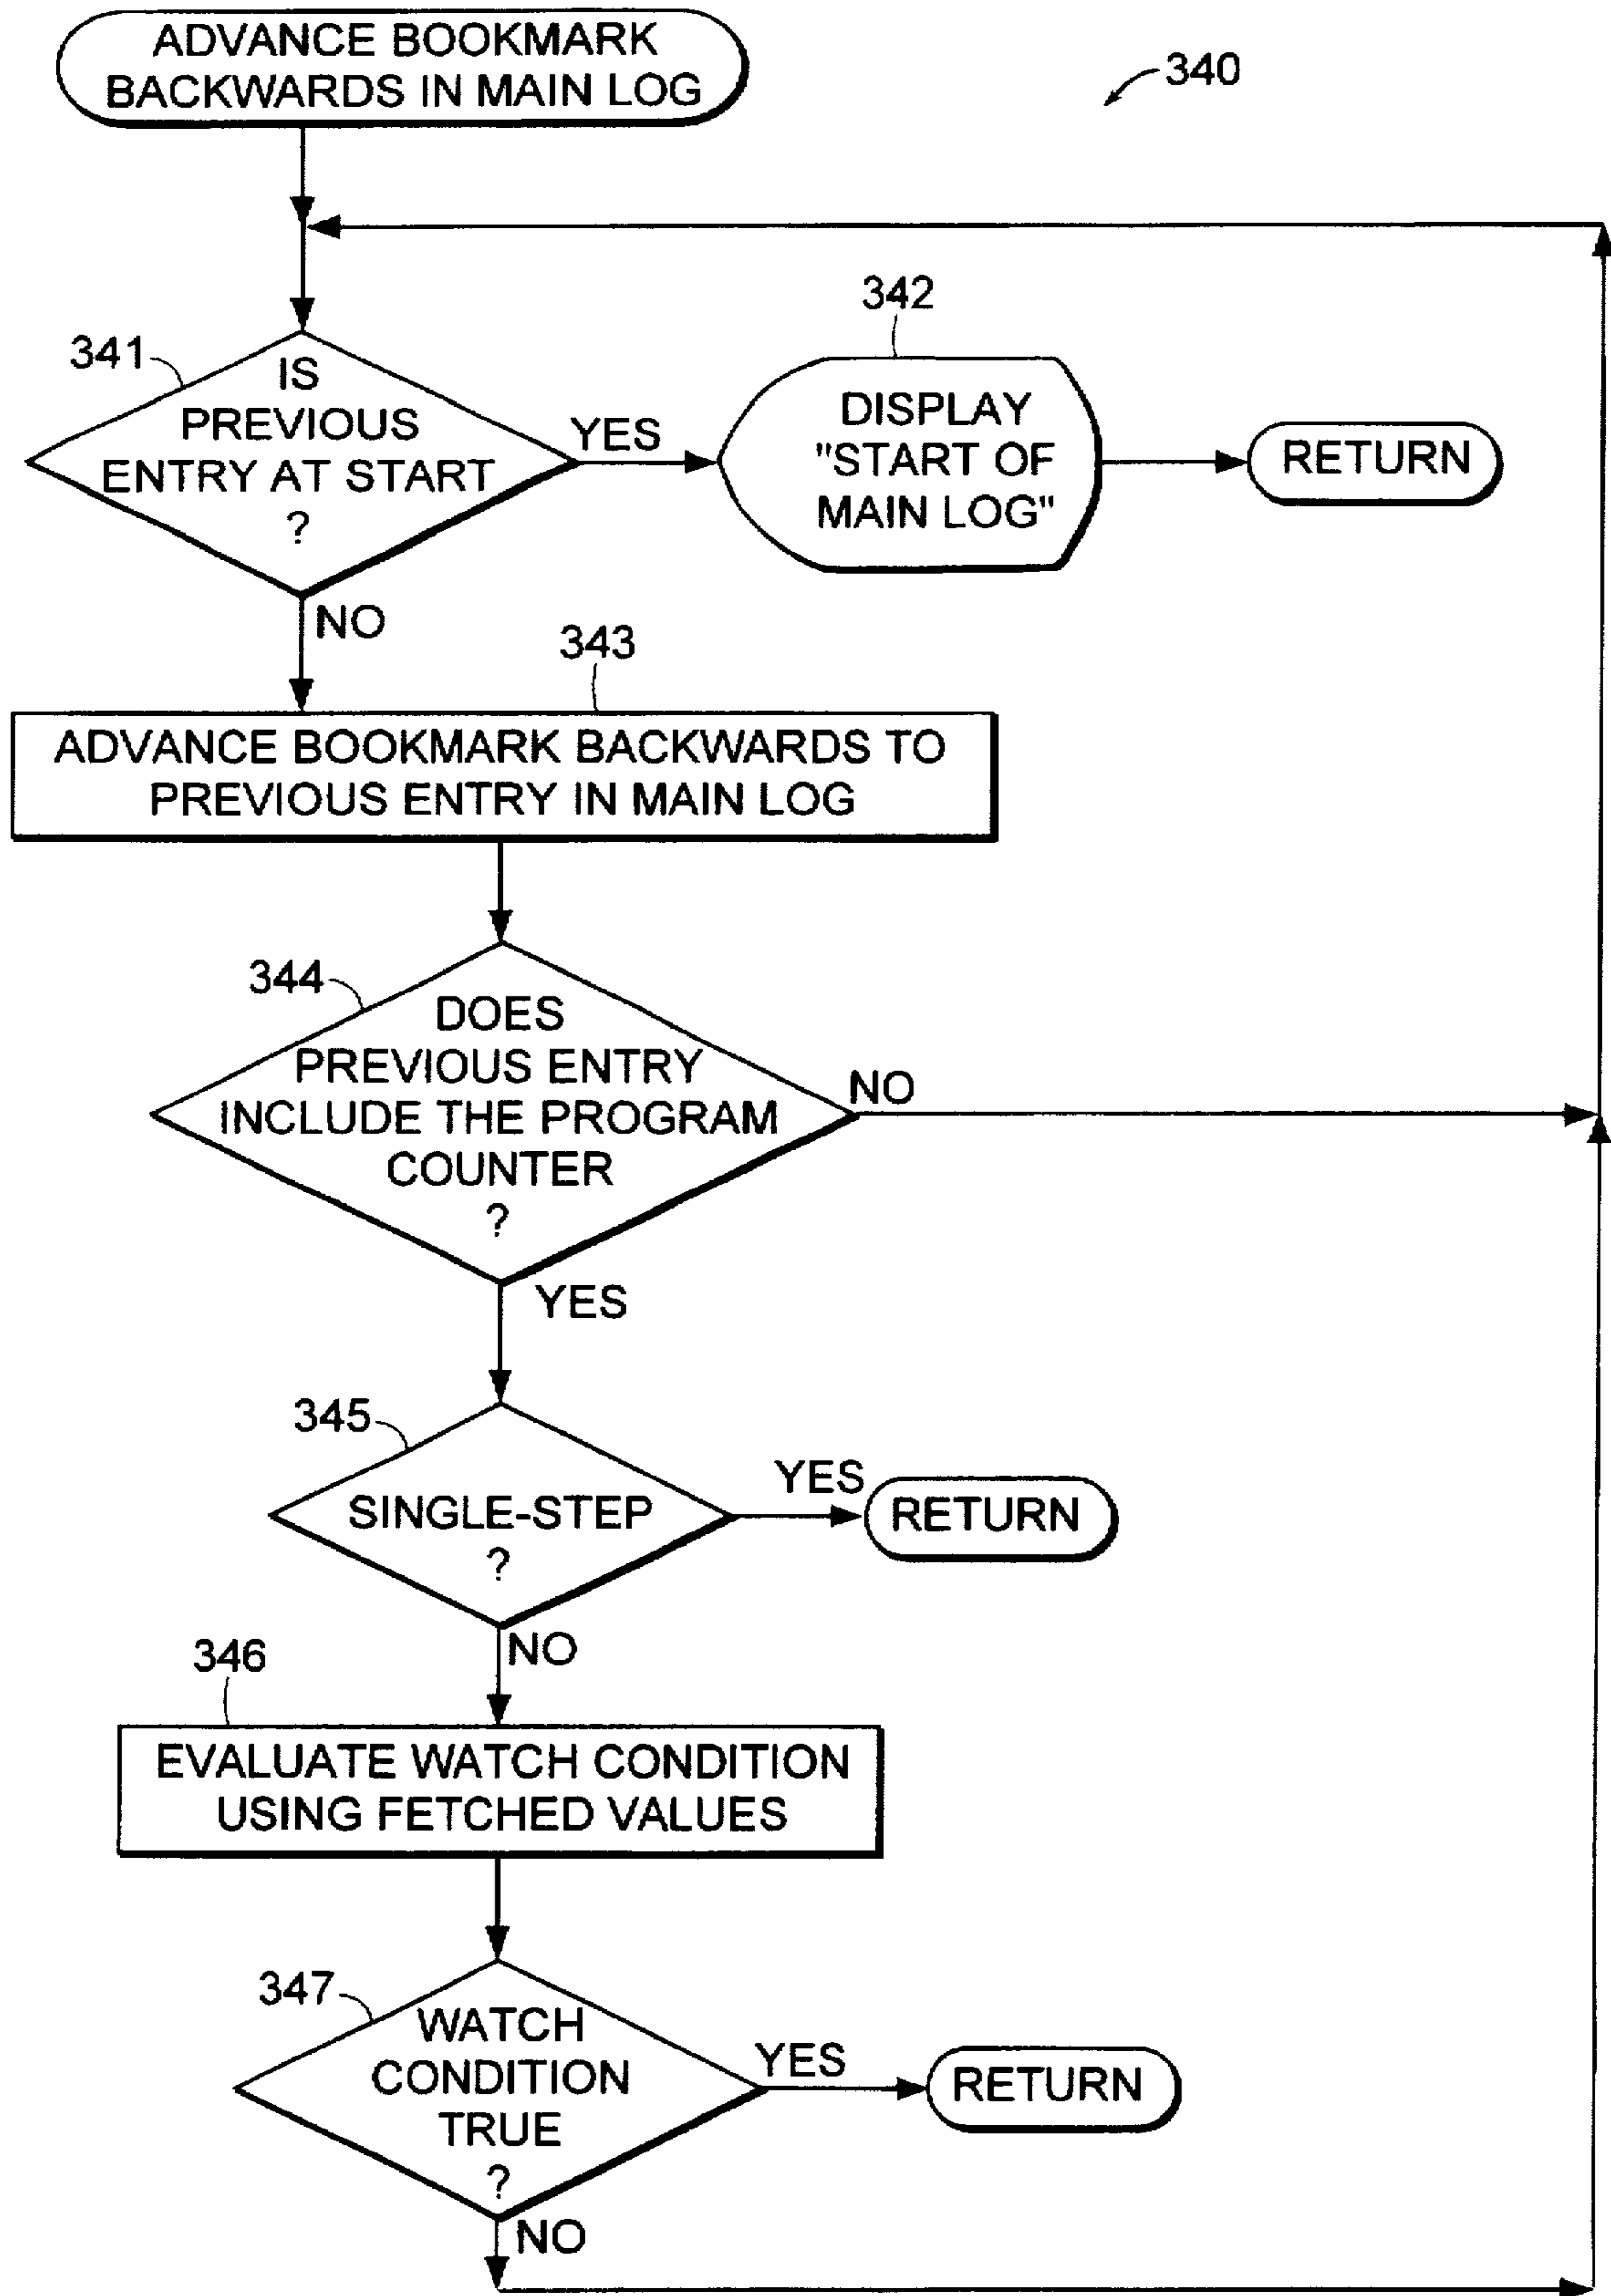 ADVANCE BOOKMARK
BACKWARDS IN MAIN LOG
340
341
IS
PREVIOUS
ENTRY AT START
?
YES
342
DISPLAY
"START OF
MAIN LOG"
RETURN
NO
343
ADVANCE BOOKMARK BACKWARDS TO
PREVIOUS ENTRY IN MAIN LOG
344
DOES
PREVIOUS ENTRY
INCLUDE THE PROGRAM
COUNTER
?
NO
YES
345
SINGLE-STEP
?
YES
RETURN
NO
346
EVALUATE WATCH CONDITION
USING FETCHED VALUES
347
WATCH
CONDITION
TRUE
?
YES
RETURN
NO